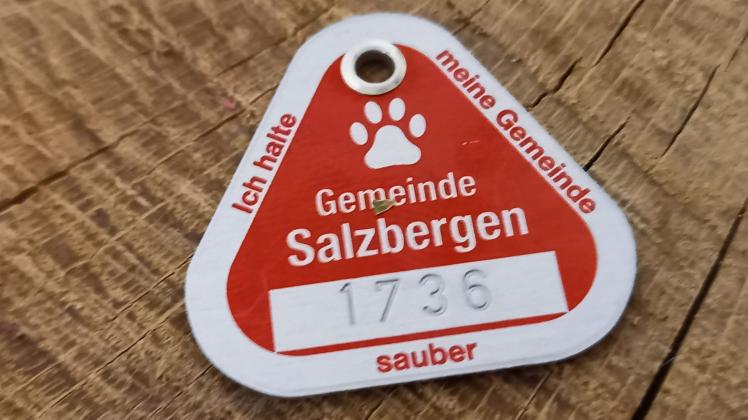 Ich halte
meine Gemeinde
Gemeinde
Salzbergen
1736
sauber